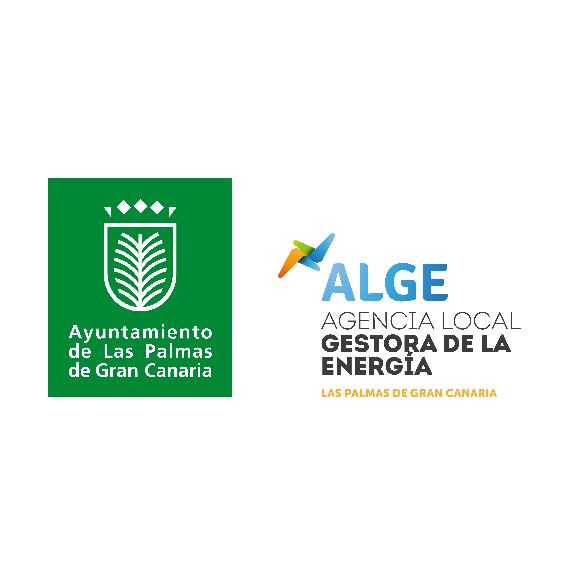 Ayuntamiento
de Las Palmas
de Gran Canaria
ALGE
AGENCIA LOCAL
GESTORA DE LA
ENERGÍA
LAS PALMAS DE GRAN CANARIA